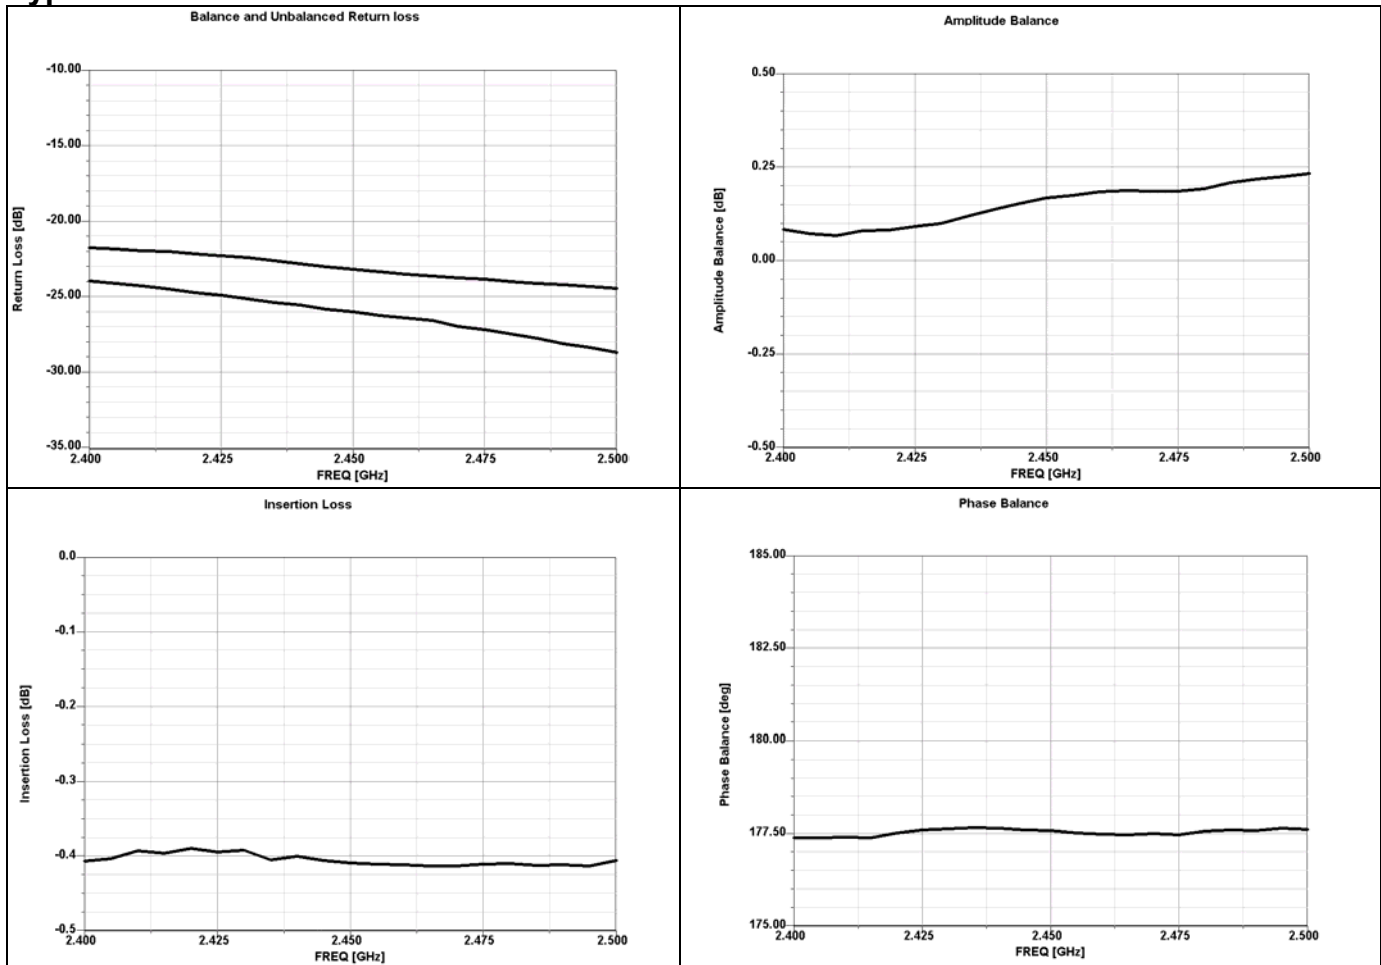 Balance and Unbalanced Return loss
-10.00
-15.00
-20.00
-25.00
-30.00
-35.00
Return Loss [dB]
2.400 2.425 2.450 2.475 2.500
FREQ [GHz]
Amplitude Balance
0.50
0.25
0.00
-0.25
-0.50
Amplitude Balance [dB]
2.400 2.425 2.450 2.475 2.500
FREQ [GHz]
Insertion Loss
0.0
-0.1
-0.2
-0.3
-0.4
-0.5
Insertion Loss [dB]
2.400 2.425 2.450 2.475 2.500
FREQ [GHz]
Phase Balance
185.00
182.50
180.00
177.50
175.00
Phase Balance [deg]
2.400 2.425 2.450 2.475 2.500
FREQ [GHz]